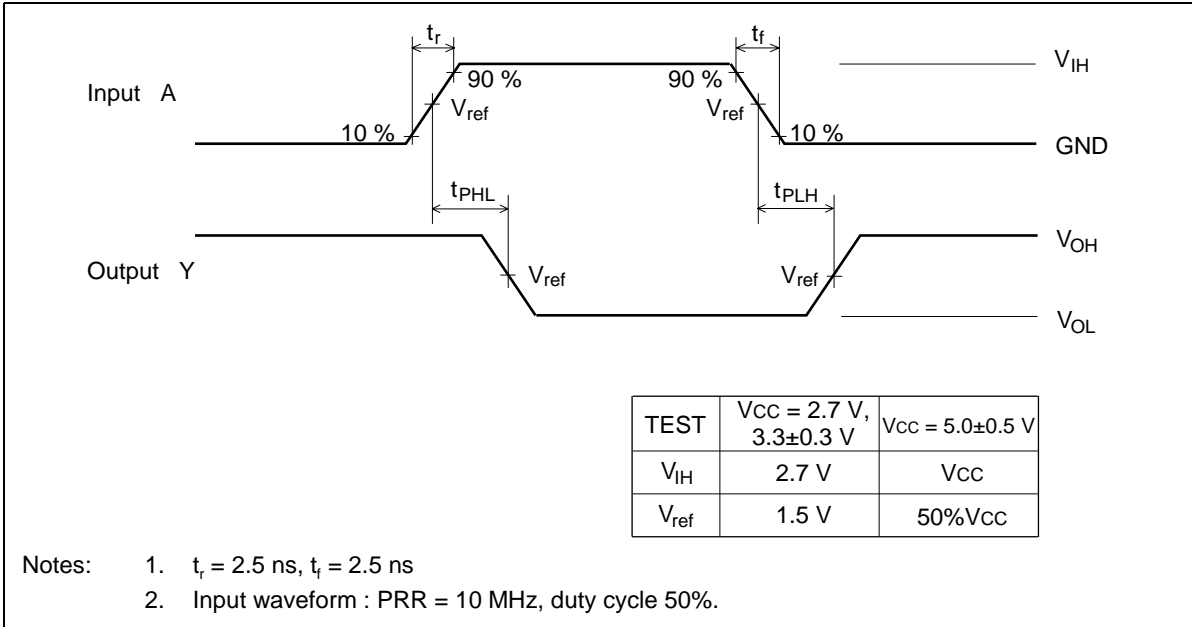 tr
tf
VIH
90 %
90 %
Input A
Vref
Vref
10 %
10 %
GND
tPHL
tPLH
VOH
Output Y
Vref
Vref
VOL
TEST
VCC = 2.7 V,
3.3±0.3 V
VCC = 5.0±0.5 V
VIH
2.7 V
VCC
Vref
1.5 V
50%VCC
Notes: 1. tr = 2.5 ns, tf = 2.5 ns
2. Input waveform : PRR = 10 MHz, duty cycle 50%.